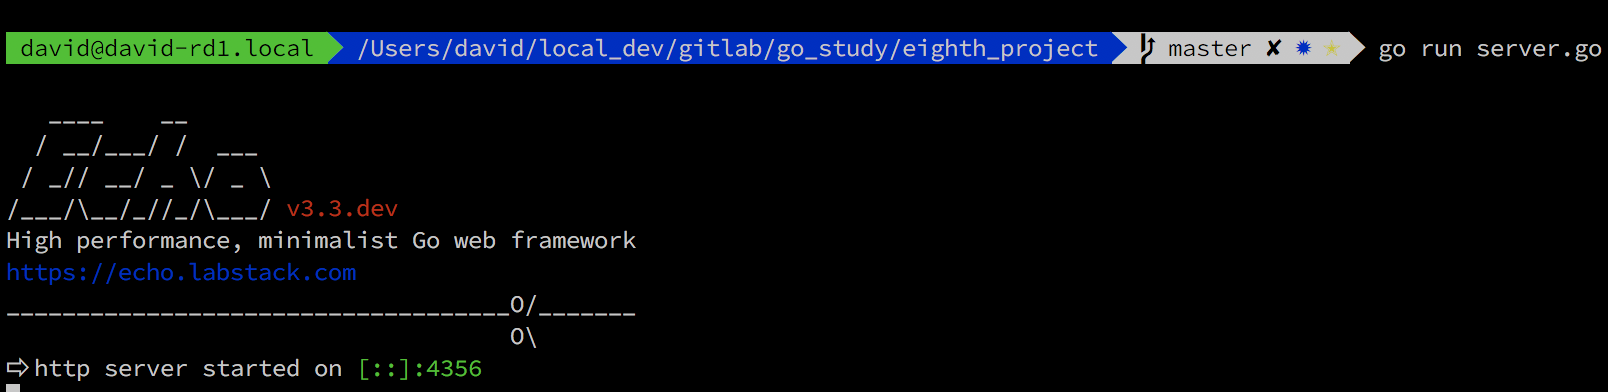 david@david-rd1.local /Users/david/local_dev/gitlab/go_study/eighth_project master ✘ ✹ ✭ go run server.go
   ____    __
  / __/___/ /  ___
 / _// __/ _ \/ _ \
/___/\__/_//_/\___/ v3.3.dev
High performance, minimalist Go web framework
https://echo.labstack.com
____________________________________O/_______
                                    O\
⇨ http server started on [::]:4356